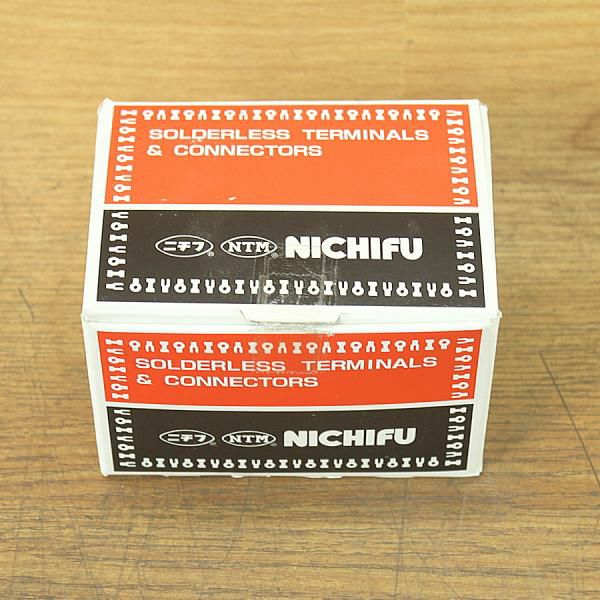 SOLDERLESS TERMINALS
& CONNECTORS
ニチフ® NTM® NICHIFU
SOLDERLESS TERMINALS
& CONNECTORS
ニチフ® NTM® NICHIFU